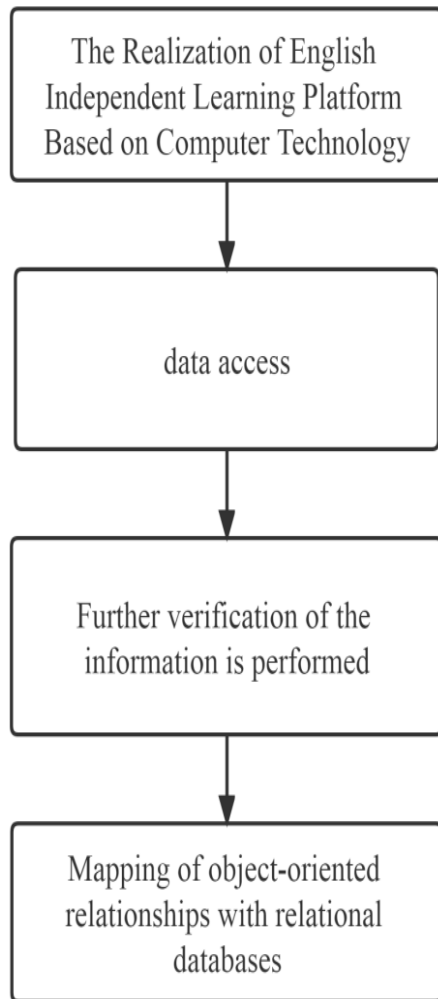 The Realization of English
Independent Learning Platform
Based on Computer Technology
data access
Further verification of the
information is performed
Mapping of object-oriented
relationships with relational
databases